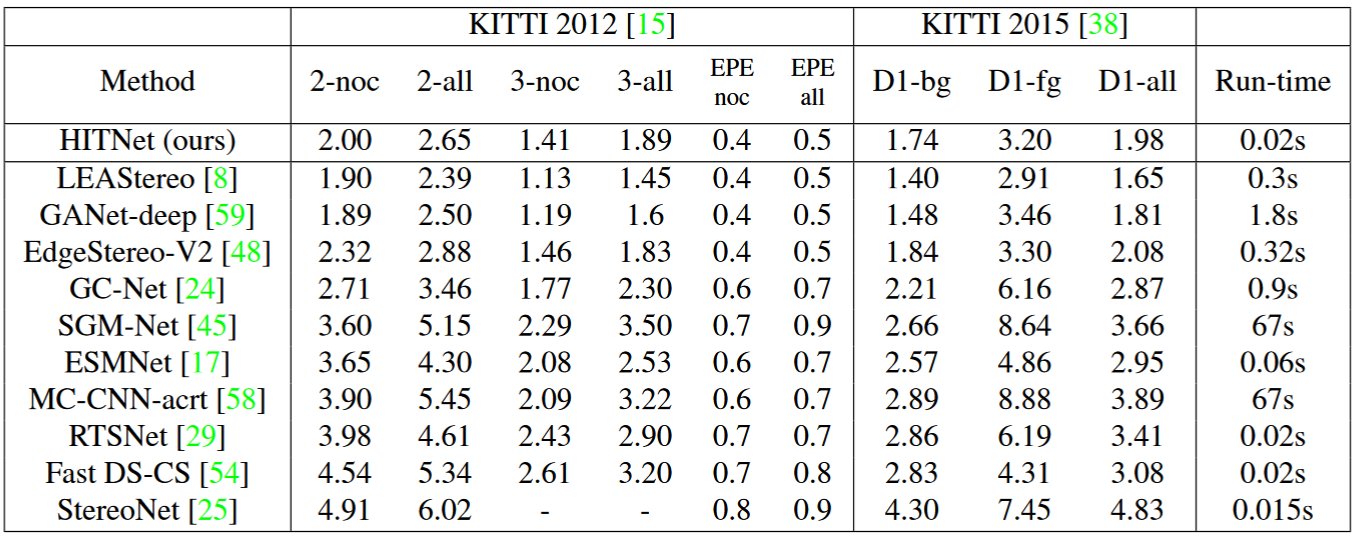 KITTI 2012 [15] KITTI 2015 [38]
Method 2-noc 2-all 3-noc 3-all EPE noc EPE all D1-bg D1-fg D1-all Run-time
HITNet (ours) 2.00 2.65 1.41 1.89 0.4 0.5 1.74 3.20 1.98 0.02s
LEAStereo [8] 1.90 2.39 1.13 1.45 0.4 0.5 1.40 2.91 1.65 0.3s
GANet-deep [59] 1.89 2.50 1.19 1.6 0.4 0.5 1.48 3.46 1.81 1.8s
EdgeStereo-V2 [48] 2.32 2.88 1.46 1.83 0.4 0.5 1.84 3.30 2.08 0.32s
GC-Net [24] 2.71 3.46 1.77 2.30 0.6 0.7 2.21 6.16 2.87 0.9s
SGM-Net [45] 3.60 5.15 2.29 3.50 0.7 0.9 2.66 8.64 3.66 67s
ESMNet [17] 3.65 4.30 2.08 2.53 0.6 0.7 2.57 4.86 2.95 0.06s
MC-CNN-acrt [58] 3.90 5.45 2.09 3.22 0.6 0.7 2.89 8.88 3.89 67s
RTSNet [29] 3.98 4.61 2.43 2.90 0.7 0.7 2.86 6.19 3.41 0.02s
Fast DS-CS [54] 4.54 5.34 2.61 3.20 0.7 0.8 2.83 4.31 3.08 0.02s
StereoNet [25] 4.91 6.02 - - 0.8 0.9 4.30 7.45 4.83 0.015s